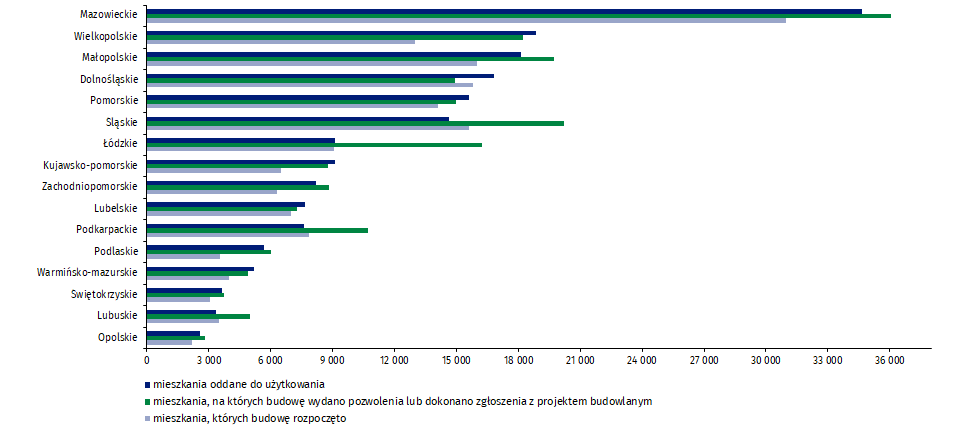 Mazowieckie
Wielkopolskie
Małopolskie
Dolnośląskie
Pomorskie
Sląskie
Łódzkie
Kujawsko-pomorskie
Zachodniopomorskie
Lubelskie
Podkarpackie
Podlaskie
Warmińsko-mazurskie
Swiętokrzyskie
Lubuskie
Opolskie
0 3 000 6 000 9 000 12 000 15 000 18 000 21 000 24 000 27 000 30 000 33 000 36 000
mieszkania oddane do użytkowania
mieszkania, na których budowę wydano pozwolenia lub dokonano zgłoszenia z projektem budowlanym
mieszkania, których budowę rozpoczęto